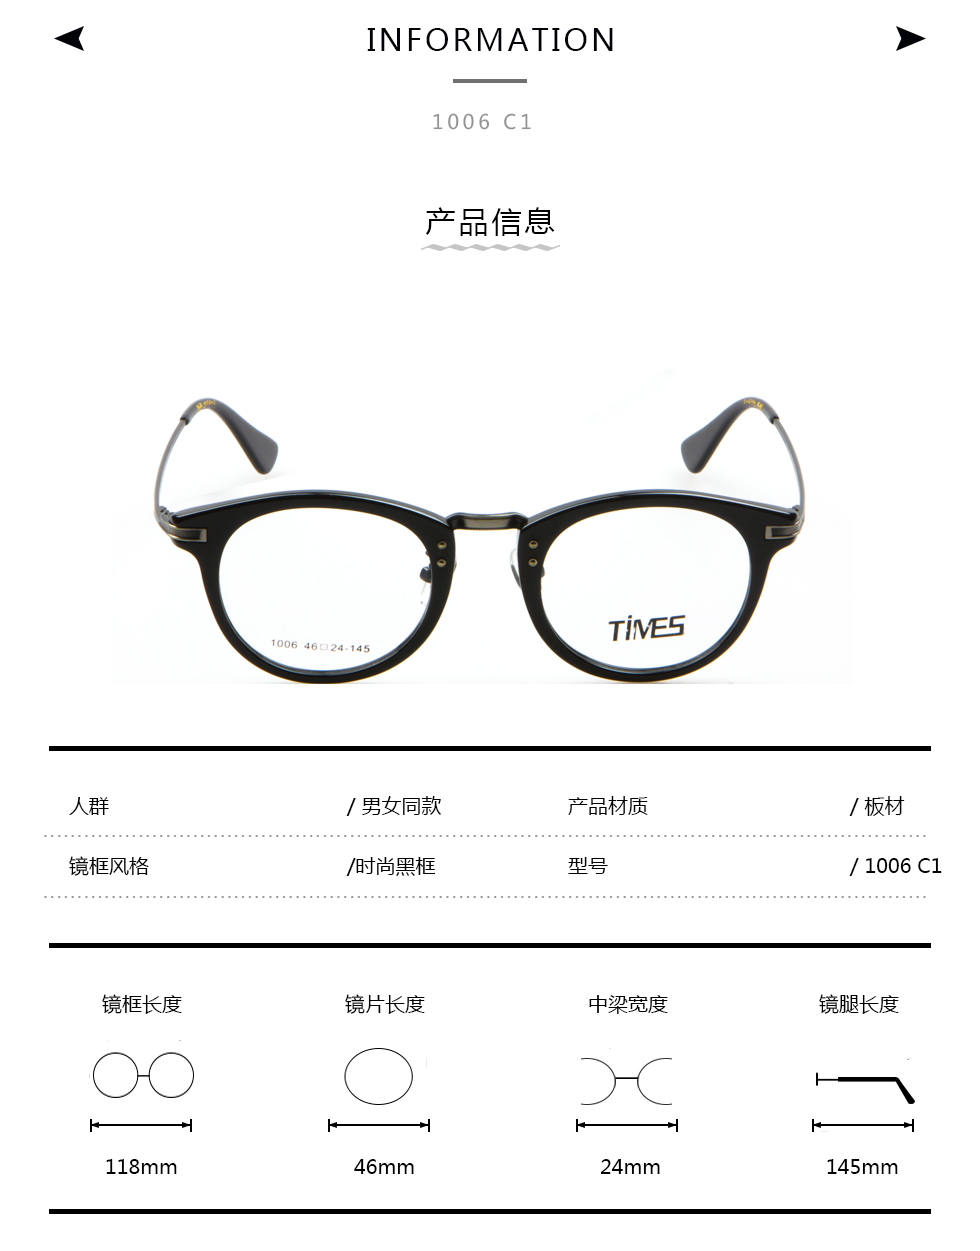 INFORMATION
1006 C1
产品信息
1006 46□24-145
TiMES
人群 / 男女同款 产品材质 / 板材
镜框风格 /时尚黑框 型号 / 1006 C1
镜框长度 镜片长度 中梁宽度 镜腿长度
118mm 46mm 24mm 145mm